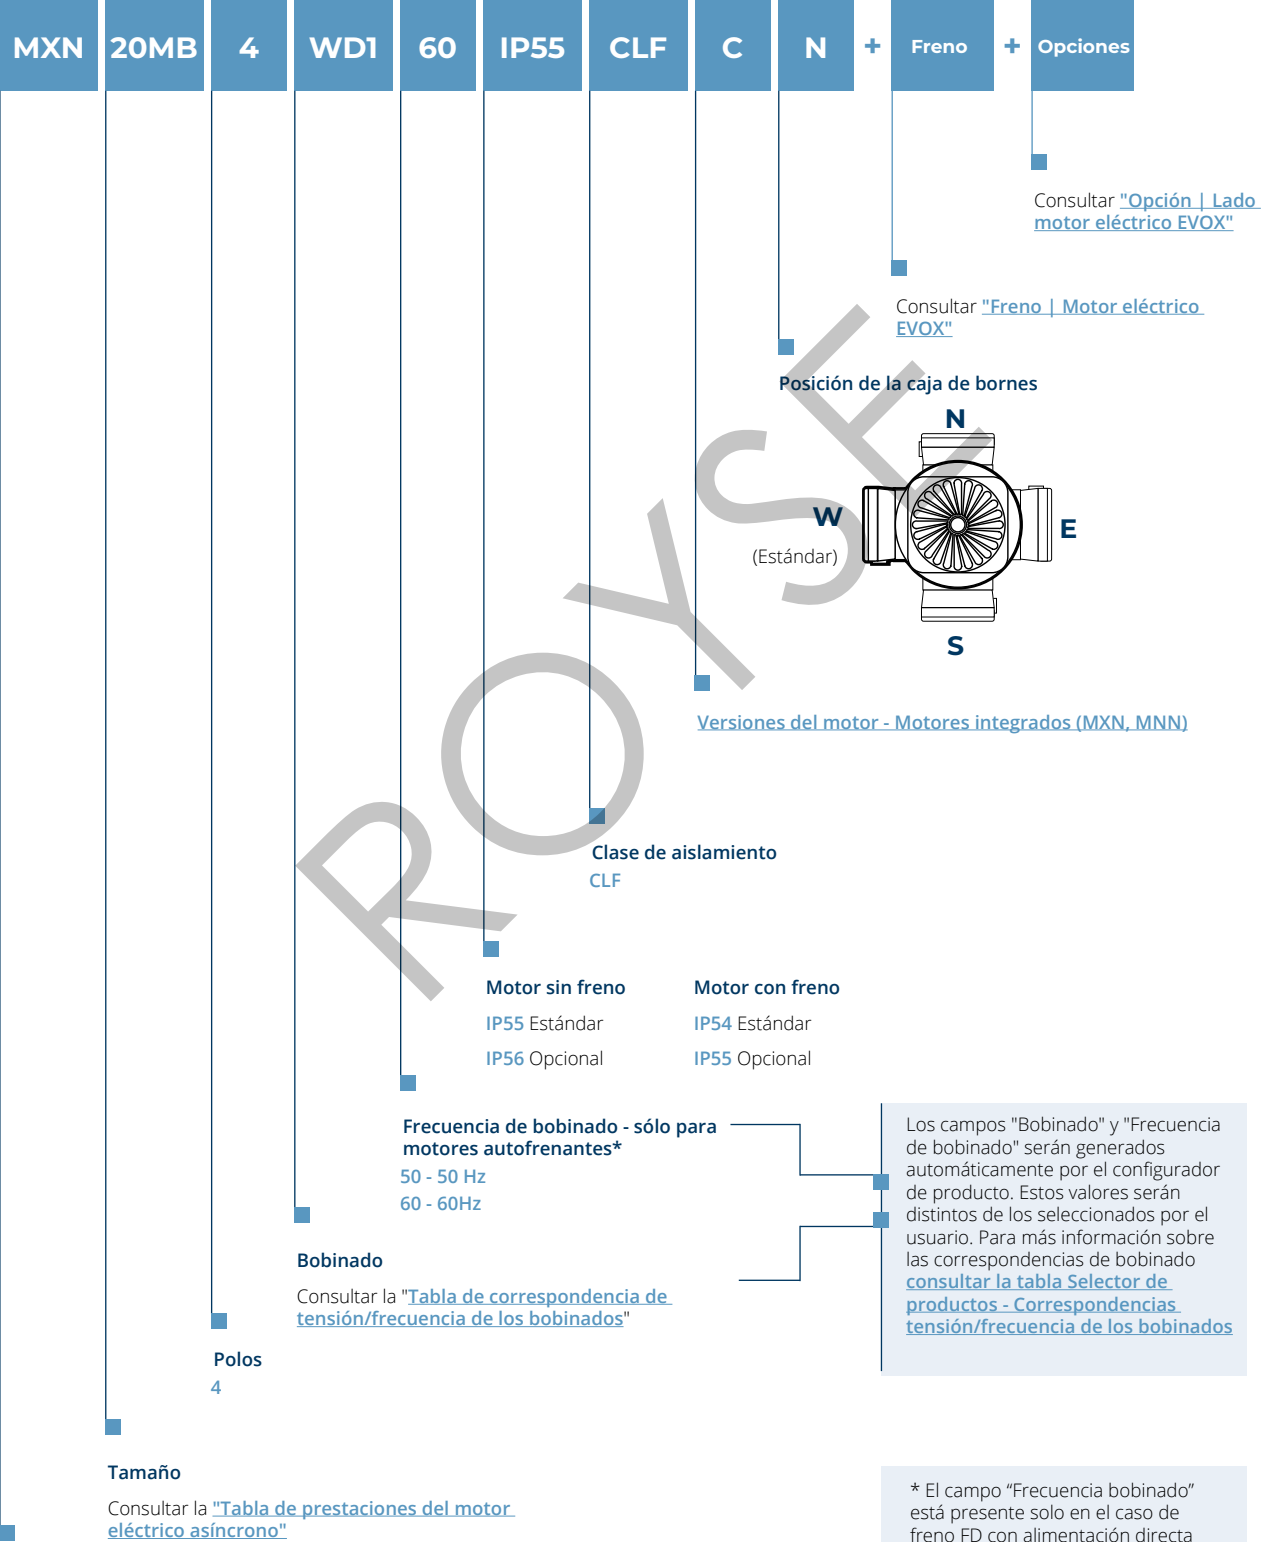 MXN 20MB 4 WD1 60 IP55 CLF C N + Freno + Opciones
Consultar "Opción | Lado
motor eléctrico EVOX"
Consultar "Freno | Motor eléctrico
EVOX"
Posición de la caja de bornes
N
W
(Estándar)
E
S
Versiones del motor - Motores integrados (MXN, MNN)
Clase de aislamiento
CLF
Motor sin freno
IP55 Estándar
IP56 Opcional
Motor con freno
IP54 Estándar
IP55 Opcional
Frecuencia de bobinado - sólo para
motores autofrenantes*
50 - 50 Hz
60 - 60Hz
Los campos "Bobinado" y "Frecuencia
de bobinado" serán generados
automáticamente por el configurador
de producto. Estos valores serán
distintos de los seleccionados por el
usuario. Para más información sobre
las correspondencias de bobinado
consultar la tabla Selector de
productos - Correspondencias
tensión/frecuencia de los bobinados
Bobinado
Consultar la "Tabla de correspondencia de
tensión/frecuencia de los bobinados"
Polos
4
Tamaño
Consultar la "Tabla de prestaciones del motor
eléctrico asíncrono"
* El campo “Frecuencia bobinado”
está presente solo en el caso de
freno FD con alimentación directa
ROYSE